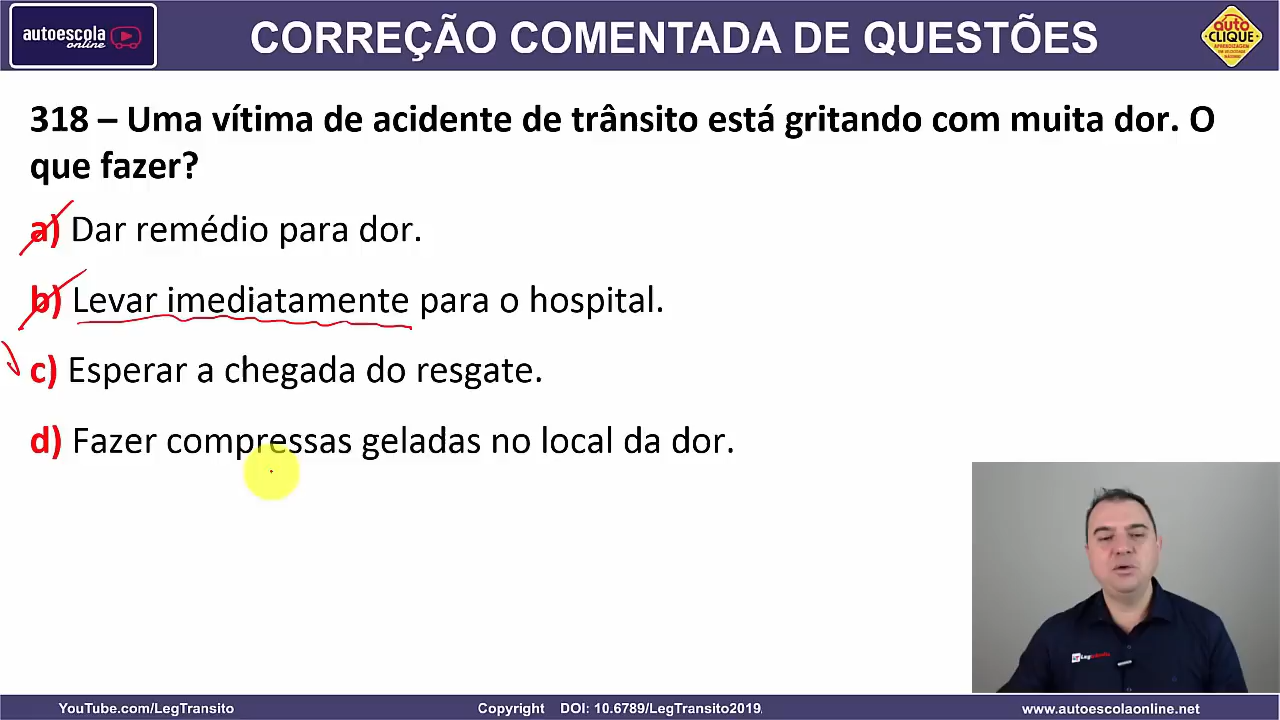 autoescola
online
CORREÇÃO COMENTADA DE QUESTÕES
auto
CLIQUE
APRENDIZAGEM
318 – Uma vítima de acidente de trânsito está gritando com muita dor. O
que fazer?
a) Dar remédio para dor.
b) Levar imediatamente para o hospital.
c) Esperar a chegada do resgate.
d) Fazer compressas geladas no local da dor.
YouTube.com/LegTransito
Copyright DOI: 10.6789/LegTransito2019
www.autoescolaonline.net